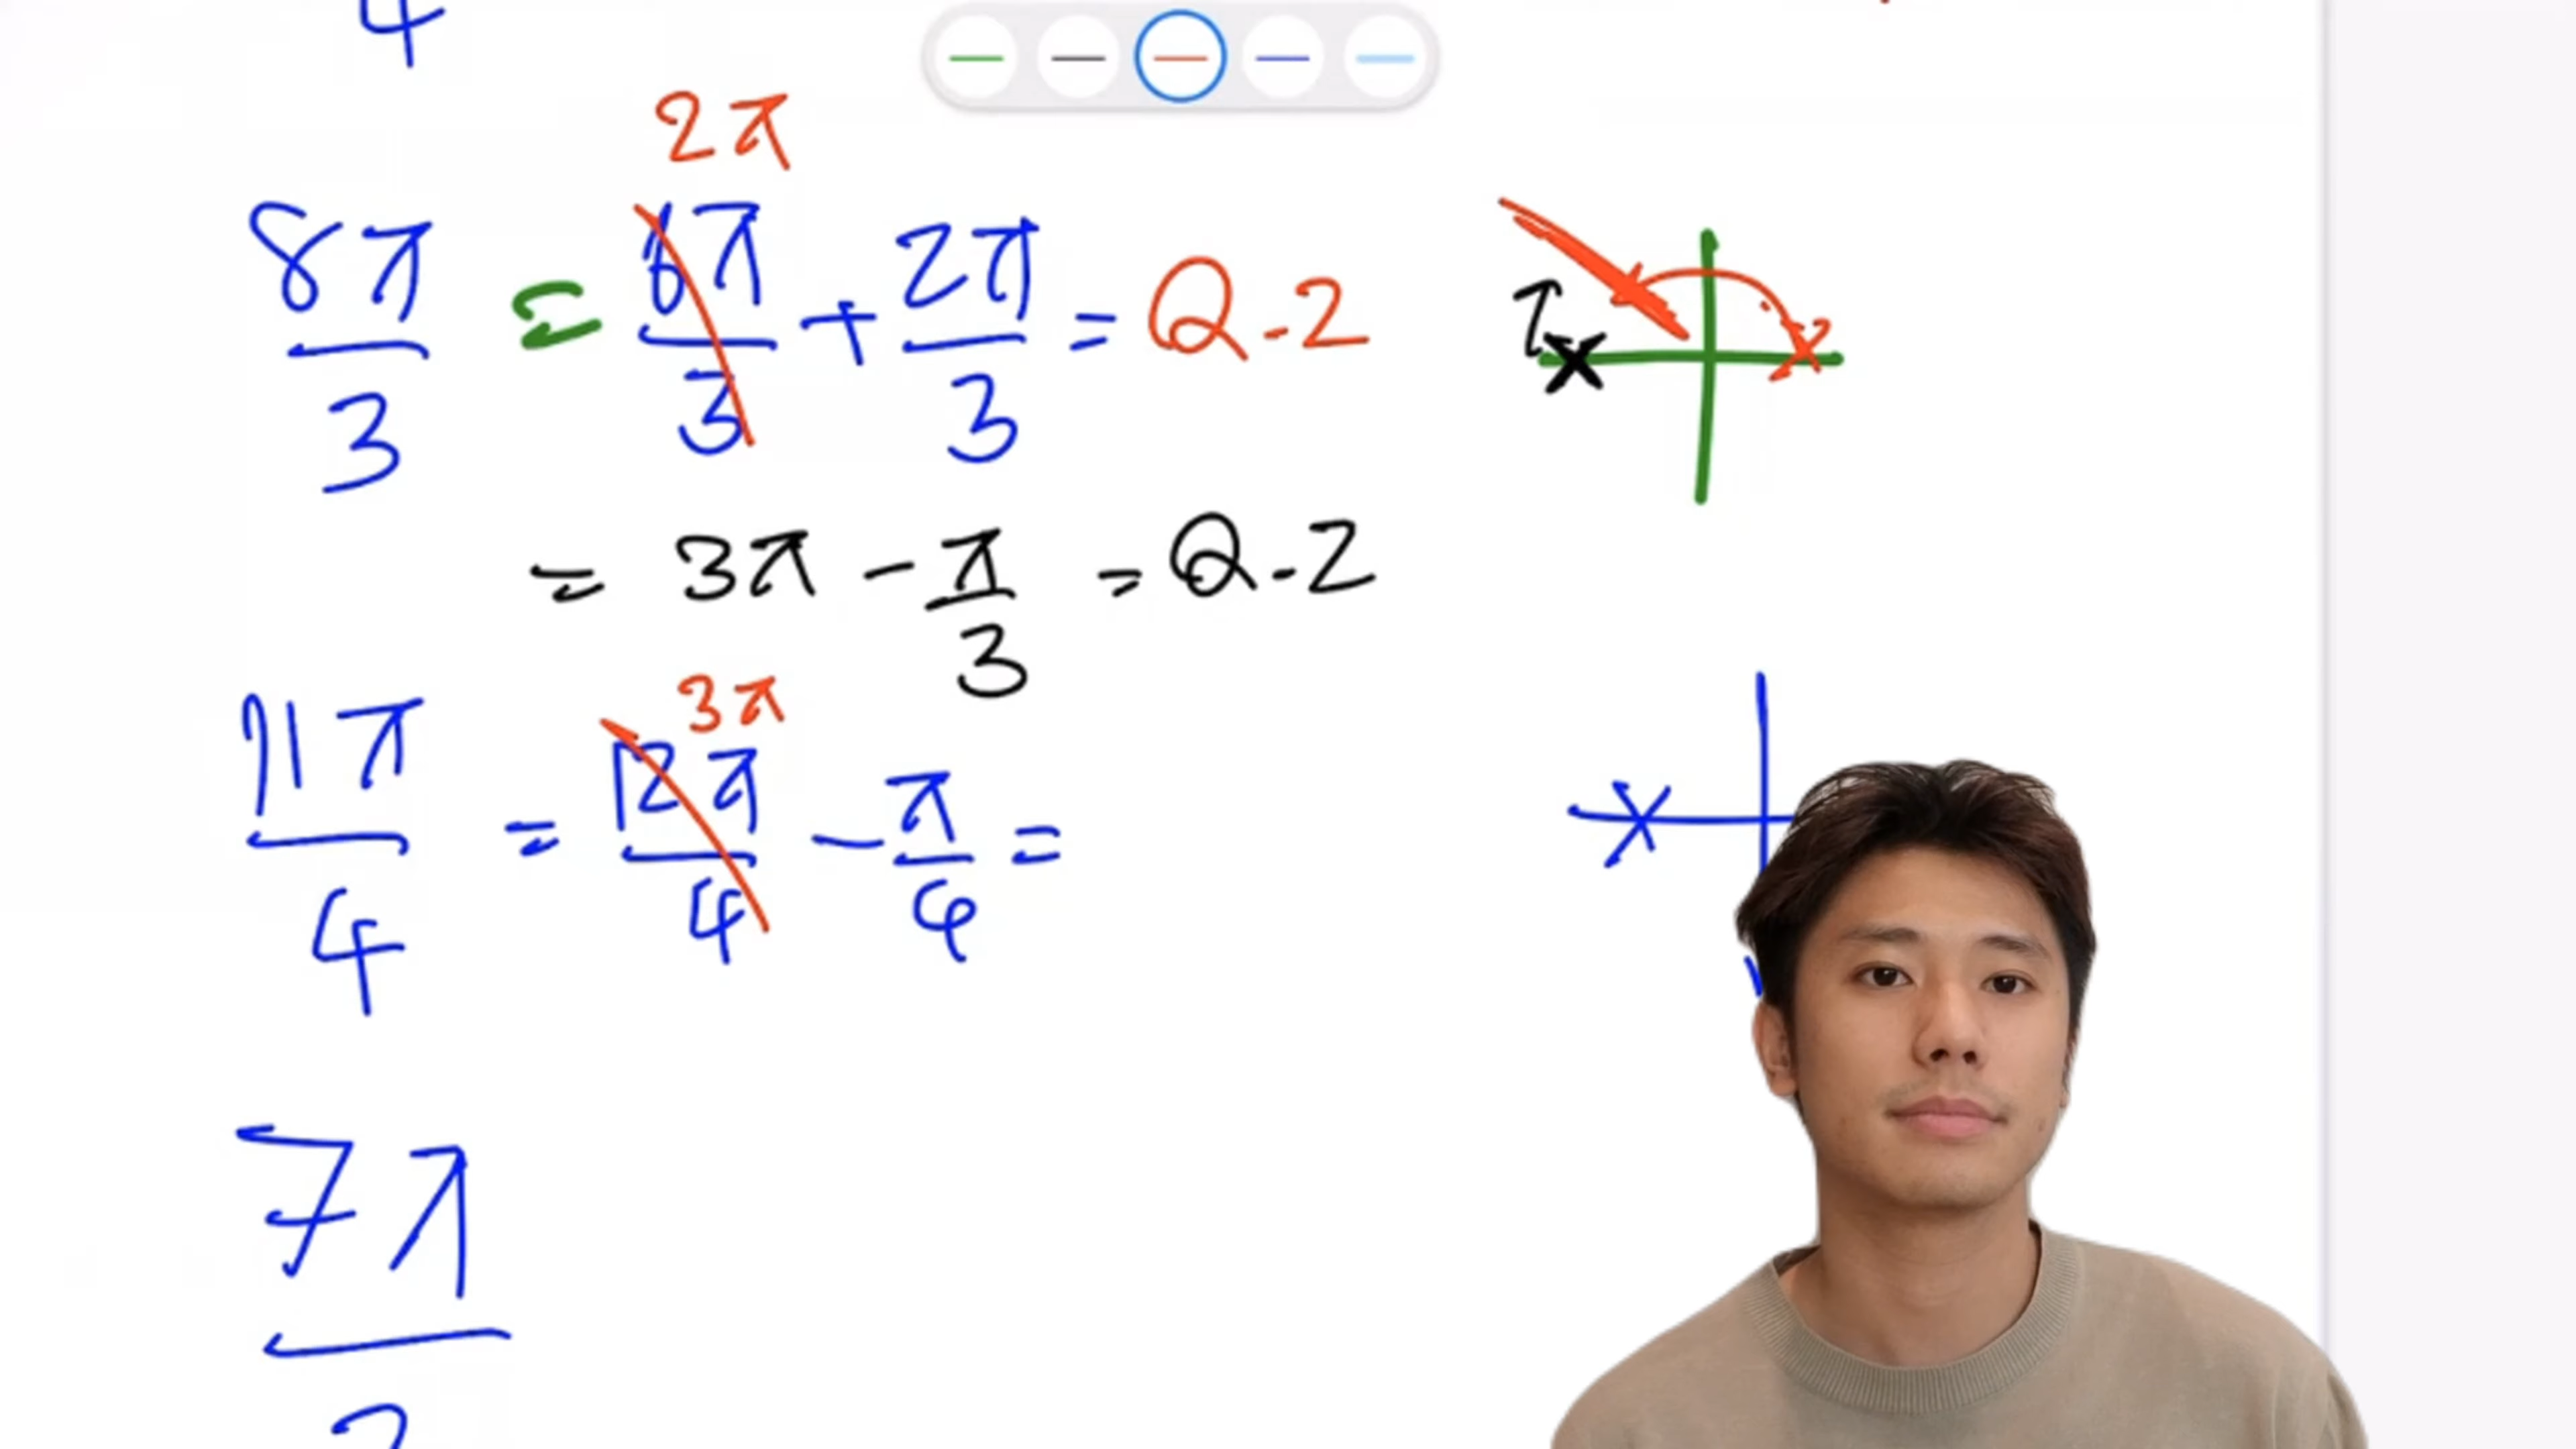 4
2π
8π/3 = 6π/3 + 2π/3 = Q-2
= 3π - π/3 = Q-2
3π
11π/4 = 12π/4 - π/4 =
7π